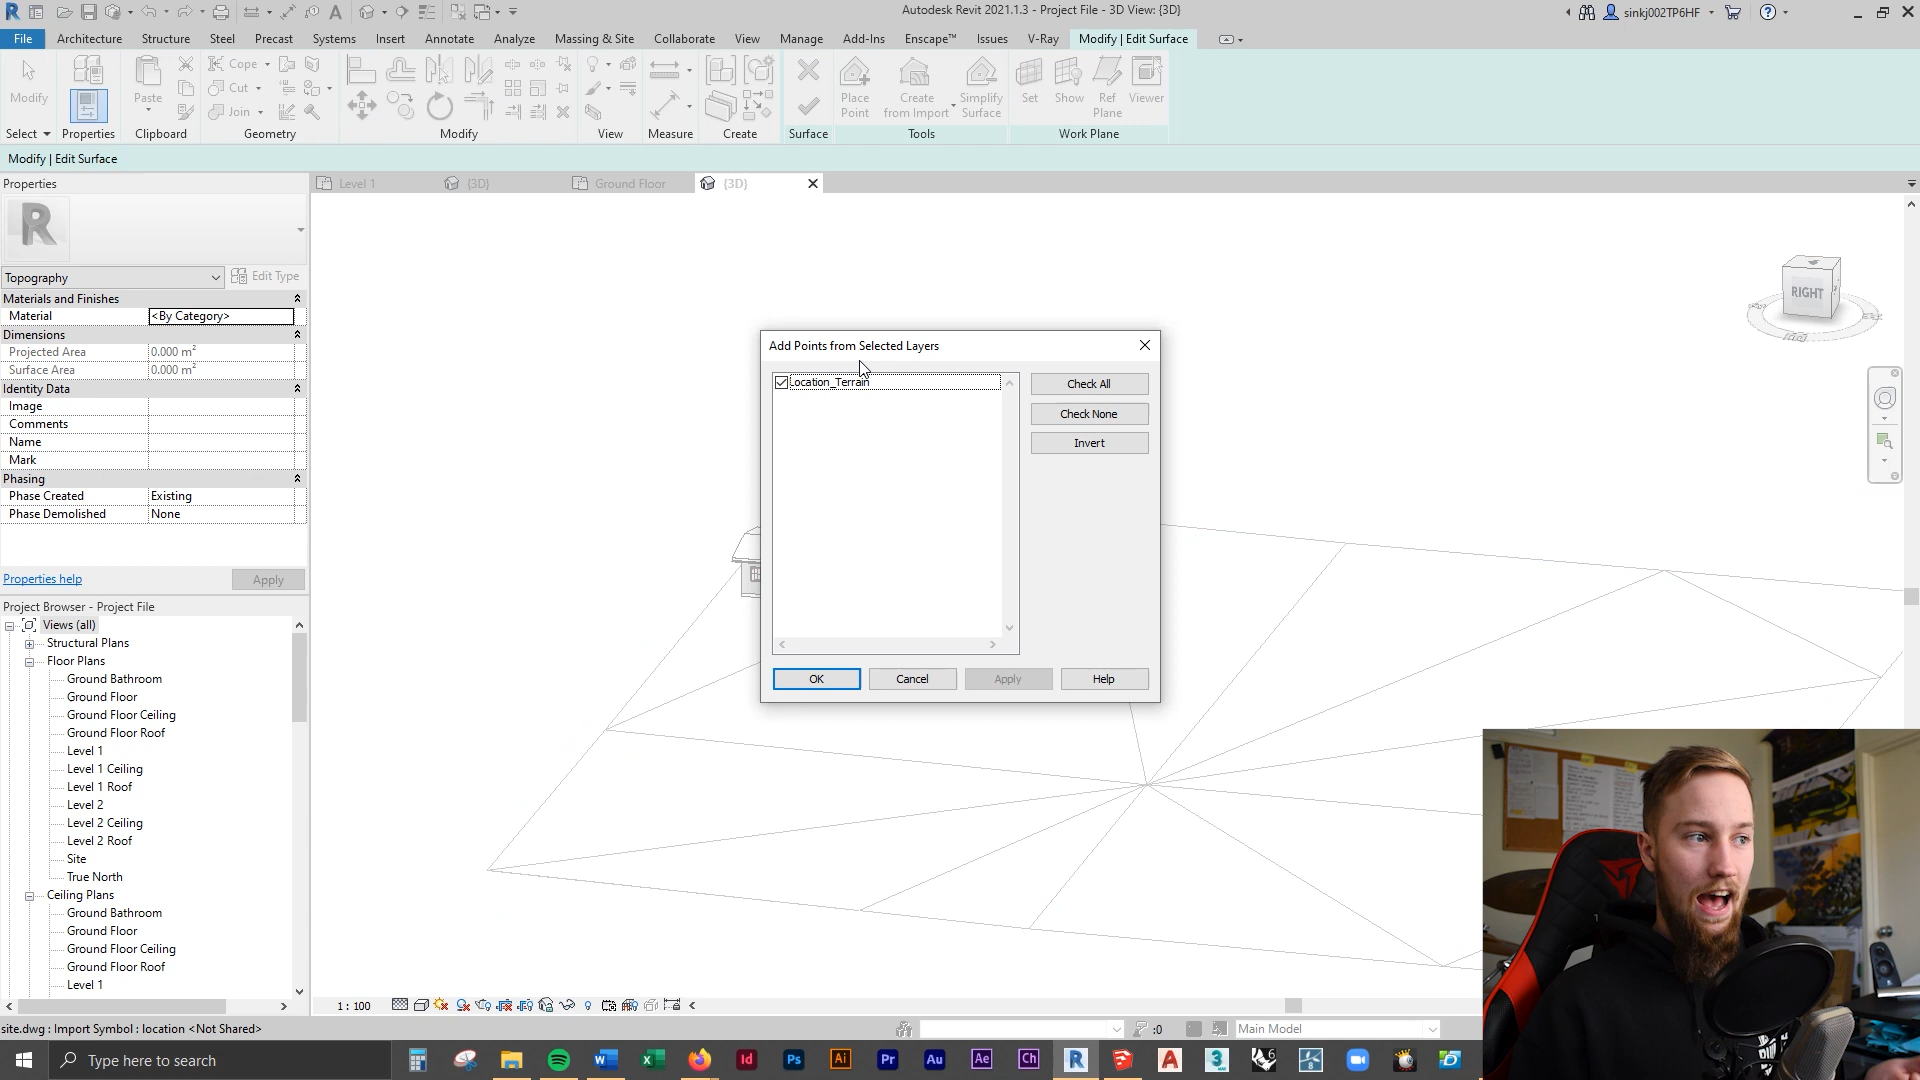 Autodesk Revit 2021.1.3 - Project File - 3D View: {3D}
sinkj002TP6HF
File Architecture Structure Steel Precast Systems Insert Annotate Analyze Massing & Site Collaborate View Manage Add-Ins Enscape™ Issues V-Ray Modify | Edit Surface
Modify Paste Cope Cut Join
Place Point Create from Import Simplify Surface Set Show Ref Plane Viewer
Select Properties Clipboard Geometry Modify View Measure Create Surface Tools Work Plane
Modify | Edit Surface
Properties
Level 1 {3D} Ground Floor {3D}
RIGHT
Topography Edit Type
Materials and Finishes
Material <By Category>
Dimensions
Projected Area 0.000 m²
Surface Area 0.000 m²
Identity Data
Image
Comments
Name
Mark
Phasing
Phase Created Existing
Phase Demolished None
Properties help Apply
Add Points from Selected Layers
Location_Terrain
Check All
Check None
Invert
OK Cancel Apply Help
Project Browser - Project File
Views (all)
Structural Plans
Floor Plans
Ground Bathroom
Ground Floor
Ground Floor Ceiling
Ground Floor Roof
Level 1
Level 1 Ceiling
Level 1 Roof
Level 2
Level 2 Ceiling
Level 2 Roof
Site
True North
Ceiling Plans
Ground Bathroom
Ground Floor
Ground Floor Ceiling
Ground Floor Roof
Level 1
1 : 100
site.dwg : Import Symbol : location <Not Shared>
:0
Main Model
Type here to search
Id Ps Ai Pr Au Ae Ch R A 3